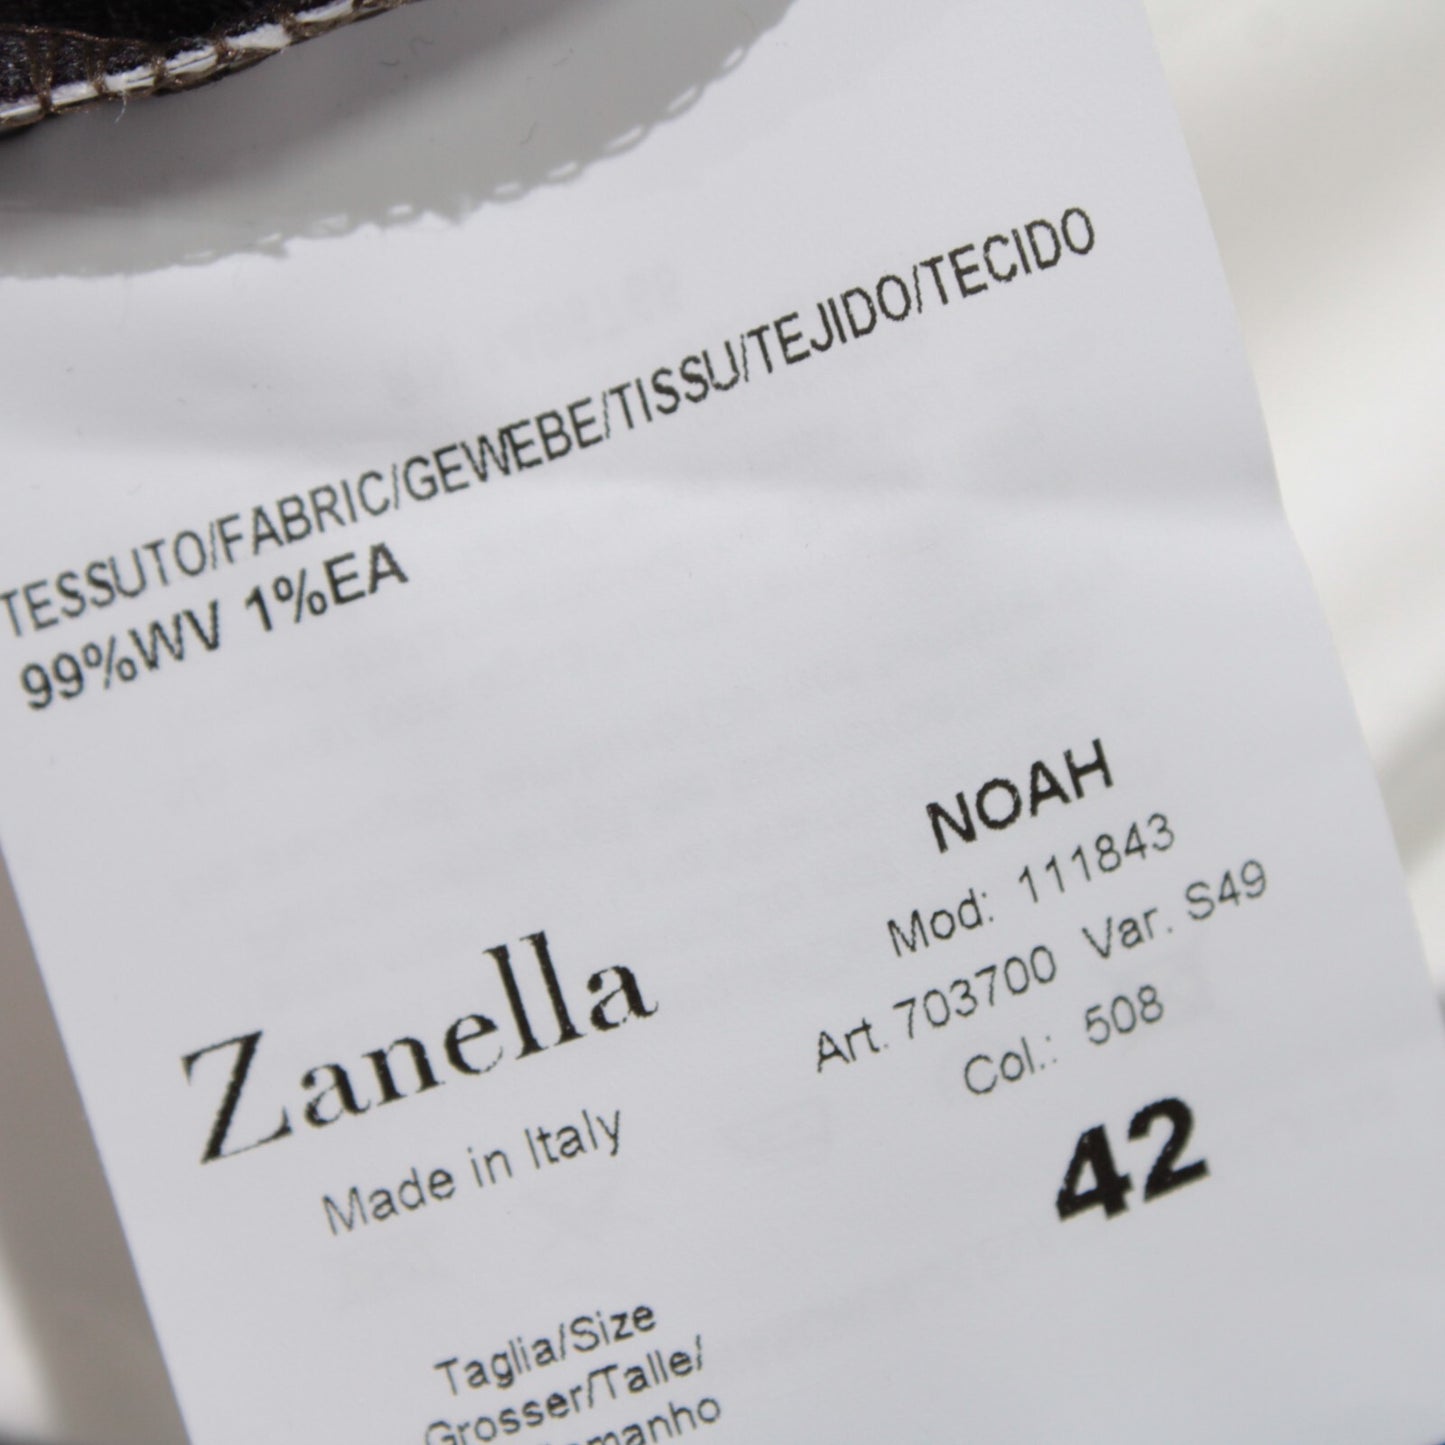 TESSUTO/FABRIC/GEWEBE/TISSU/TEJIDO/TECIDO
99%WV 1%EA
NOAH
Mod: 111843
Art. 703700 Var. S49
Col.: 508
42
Zanella
Made in Italy
Taglia/Size
Grosser/Talle/